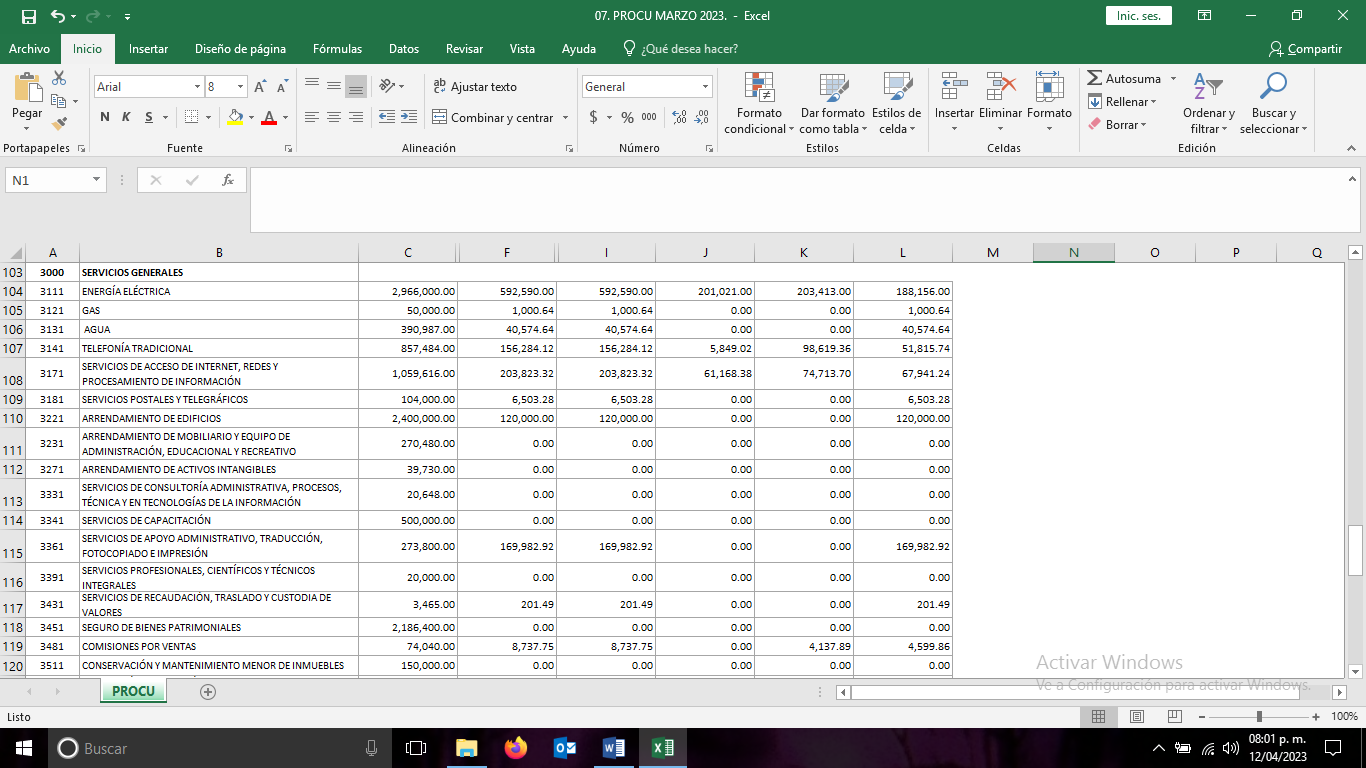 07. PROCU MARZO 2023. - Excel
Inic. ses.
Archivo Inicio Insertar Diseño de página Fórmulas Datos Revisar Vista Ayuda ¿Qué desea hacer? Compartir
Pegar
Arial 8
N K S
ab Ajustar texto
Combinar y centrar
General
$ % 000
Formato condicional
Dar formato como tabla
Estilos de celda
Insertar Eliminar Formato
Autosuma
Rellenar
Borrar
Ordenar y filtrar
Buscar y seleccionar
Portapapeles Fuente Alineación Número Estilos Celdas Edición
N1 fx
A B C F I J K L M N O P Q
103 3000 SERVICIOS GENERALES
104 3111 ENERGÍA ELÉCTRICA 2,966,000.00 592,590.00 592,590.00 201,021.00 203,413.00 188,156.00
105 3121 GAS 50,000.00 1,000.64 1,000.64 0.00 0.00 1,000.64
106 3131 AGUA 390,987.00 40,574.64 40,574.64 0.00 0.00 40,574.64
107 3141 TELEFONÍA TRADICIONAL 857,484.00 156,284.12 156,284.12 5,849.02 98,619.36 51,815.74
108 3171 SERVICIOS DE ACCESO DE INTERNET, REDES Y
PROCESAMIENTO DE INFORMACIÓN 1,059,616.00 203,823.32 203,823.32 61,168.38 74,713.70 67,941.24
109 3181 SERVICIOS POSTALES Y TELEGRÁFICOS 104,000.00 6,503.28 6,503.28 0.00 0.00 6,503.28
110 3221 ARRENDAMIENTO DE EDIFICIOS 2,400,000.00 120,000.00 120,000.00 0.00 0.00 120,000.00
111 3231 ARRENDAMIENTO DE MOBILIARIO Y EQUIPO DE
ADMINISTRACIÓN, EDUCACIONAL Y RECREATIVO 270,480.00 0.00 0.00 0.00 0.00 0.00
112 3271 ARRENDAMIENTO DE ACTIVOS INTANGIBLES 39,730.00 0.00 0.00 0.00 0.00 0.00
113 3331 SERVICIOS DE CONSULTORÍA ADMINISTRATIVA, PROCESOS,
TÉCNICA Y EN TECNOLOGÍAS DE LA INFORMACIÓN 20,648.00 0.00 0.00 0.00 0.00 0.00
114 3341 SERVICIOS DE CAPACITACIÓN 500,000.00 0.00 0.00 0.00 0.00 0.00
115 3361 SERVICIOS DE APOYO ADMINISTRATIVO, TRADUCCIÓN,
FOTOCOPIADO E IMPRESIÓN 273,800.00 169,982.92 169,982.92 0.00 0.00 169,982.92
116 3391 SERVICIOS PROFESIONALES, CIENTÍFICOS Y TÉCNICOS
INTEGRALES 20,000.00 0.00 0.00 0.00 0.00 0.00
117 3431 SERVICIOS DE RECAUDACIÓN, TRASLADO Y CUSTODIA DE
VALORES 3,465.00 201.49 201.49 0.00 0.00 201.49
118 3451 SEGURO DE BIENES PATRIMONIALES 2,186,400.00 0.00 0.00 0.00 0.00 0.00
119 3481 COMISIONES POR VENTAS 74,040.00 8,737.75 8,737.75 0.00 4,137.89 4,599.86
120 3511 CONSERVACIÓN Y MANTENIMIENTO MENOR DE INMUEBLES 150,000.00 0.00 0.00 0.00 0.00 0.00
Activar Windows
Ve a Configuración para activar Windows.
PROCU
Listo 100%
Buscar
08:01 p. m.
12/04/2023